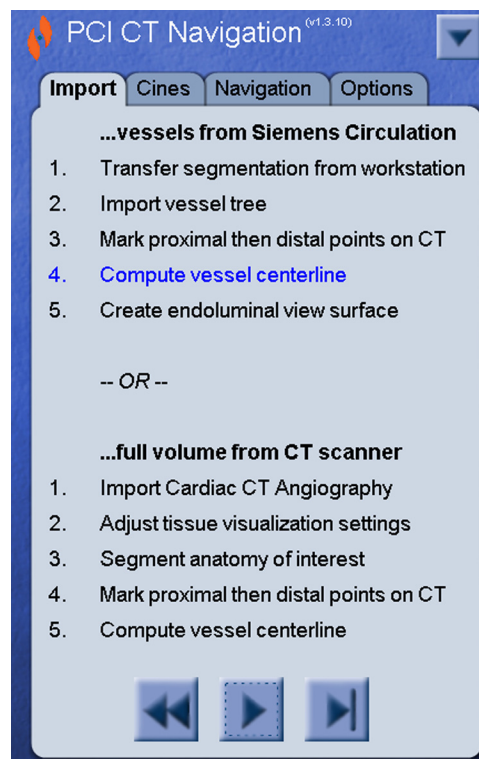 PCI CT Navigation (v1.3.10)
Import Cines Navigation Options
...vessels from Siemens Circulation
1. Transfer segmentation from workstation
2. Import vessel tree
3. Mark proximal then distal points on CT
4. Compute vessel centerline
5. Create endoluminal view surface
-- OR --
...full volume from CT scanner
1. Import Cardiac CT Angiography
2. Adjust tissue visualization settings
3. Segment anatomy of interest
4. Mark proximal then distal points on CT
5. Compute vessel centerline